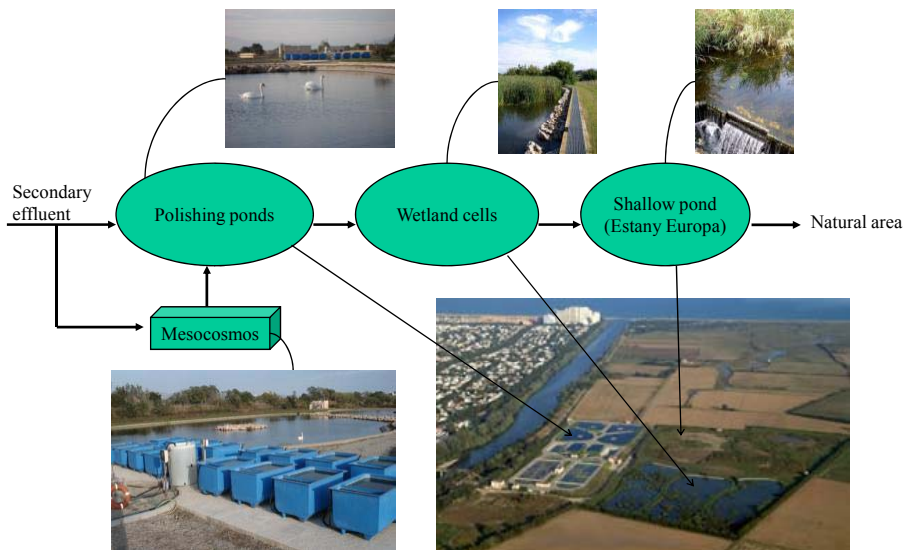 Secondary
effluent
Polishing ponds
Wetland cells
Shallow pond
(Estany Europa)
Natural area
Mesocosmos